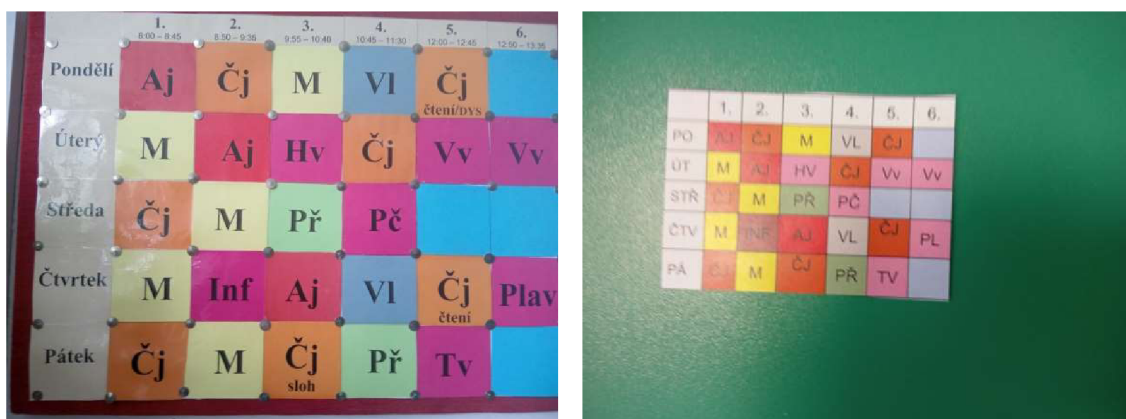 1. 2. 3. 4. 5. 6.
8:00 – 8:45 8:50 – 9:35 9:55 – 10:40 10:45 – 11:30 12:00 – 12:45 12:50 – 13:35
Pondělí Aj Čj M Vl Čj
čtení/DYS
Úterý M Aj Hv Čj Vv Vv
Středa Čj M Př Pč
Čtvrtek M Inf Aj Vl Čj Plav
čtení
Pátek Čj M Čj Př Tv
sloh
1. 2. 3. 4. 5. 6.
PO AJ ČJ M VL ČJ
ÚT M AJ HV ČJ Vv Vv
STŘ ČJ M PŘ PČ
ČTV M INF AJ VL ČJ PL
PÁ ČJ M ČJ PŘ TV